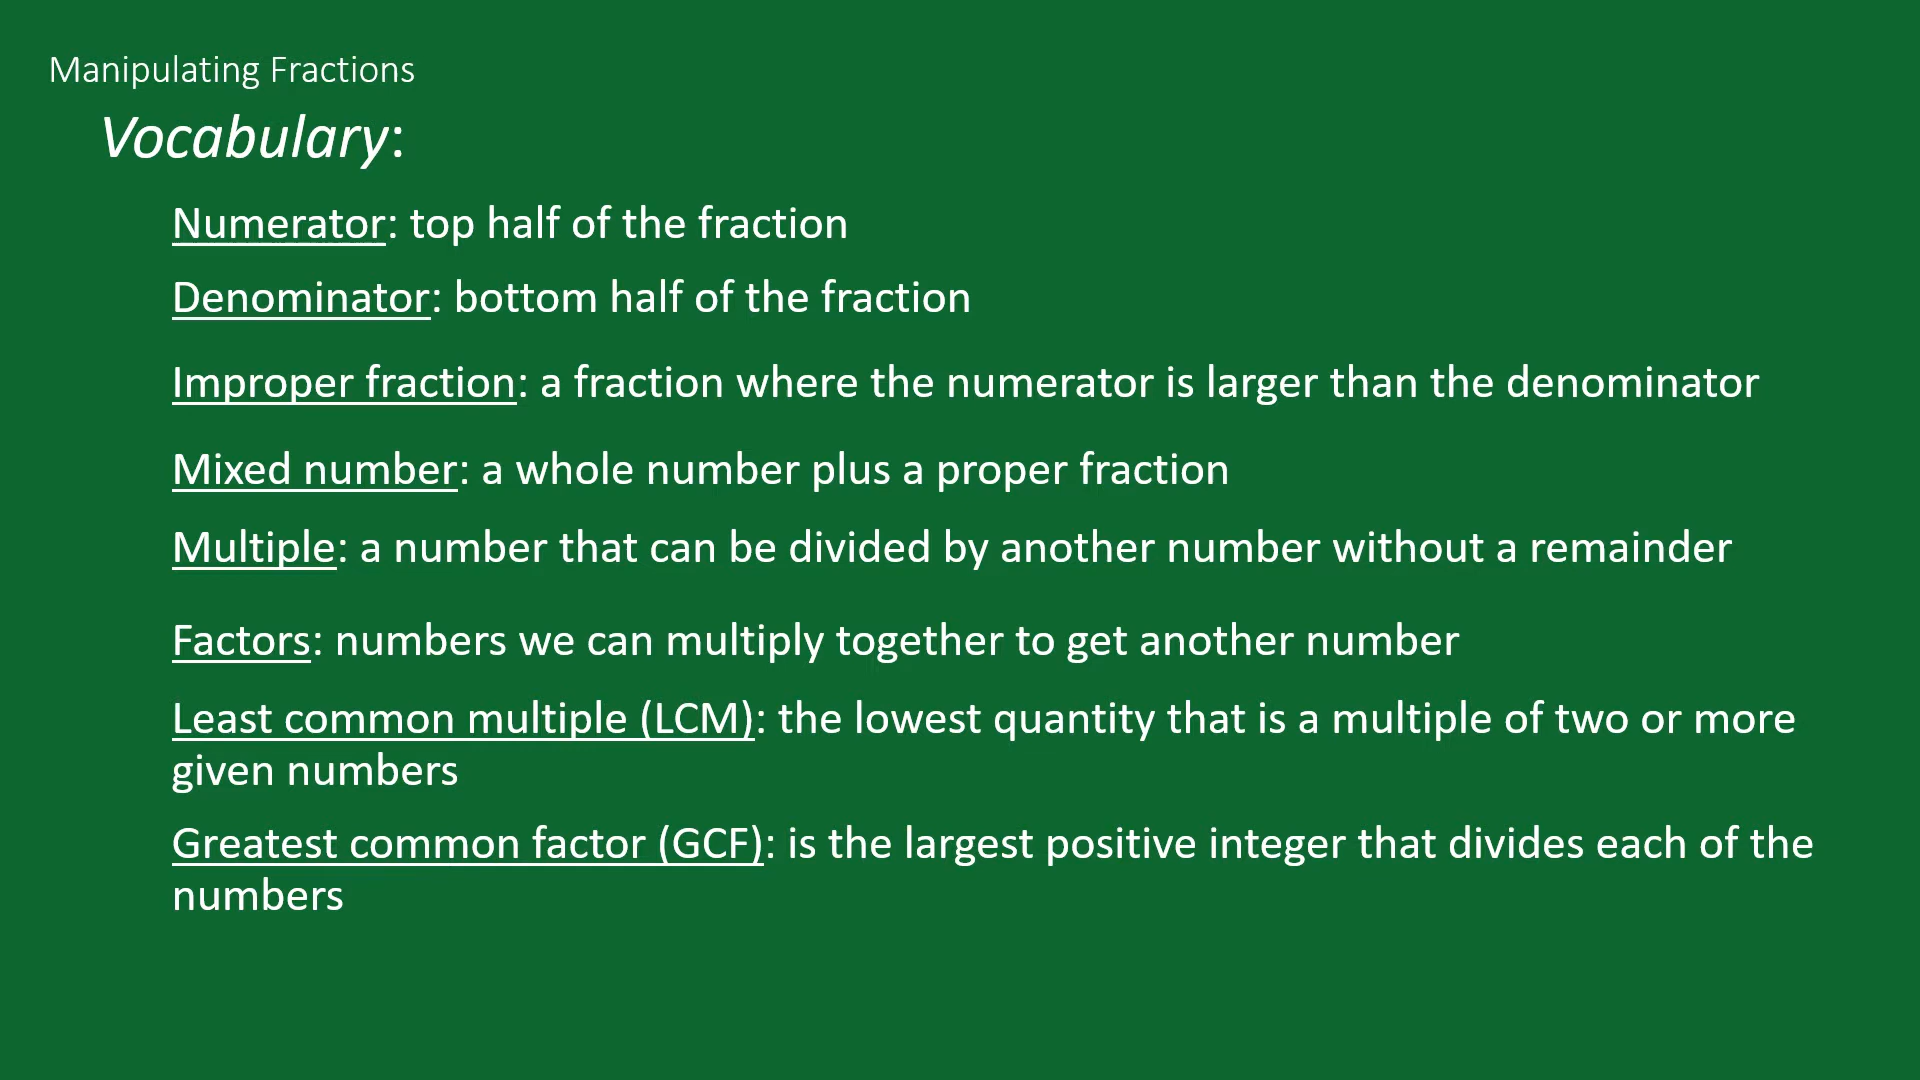 Manipulating Fractions
Vocabulary:
Numerator: top half of the fraction
Denominator: bottom half of the fraction
Improper fraction: a fraction where the numerator is larger than the denominator
Mixed number: a whole number plus a proper fraction
Multiple: a number that can be divided by another number without a remainder
Factors: numbers we can multiply together to get another number
Least common multiple (LCM): the lowest quantity that is a multiple of two or more
given numbers
Greatest common factor (GCF): is the largest positive integer that divides each of the
numbers